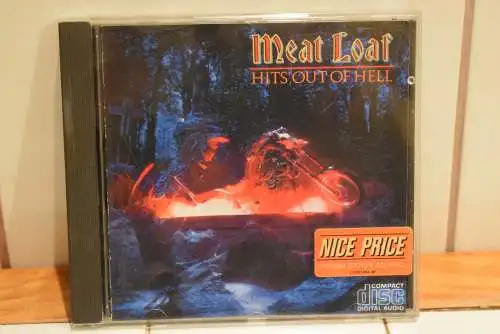 Meat Loaf
HITS OUT OF HELL
NICE PRICE
COMPACT
disc
DIGITAL AUDIO